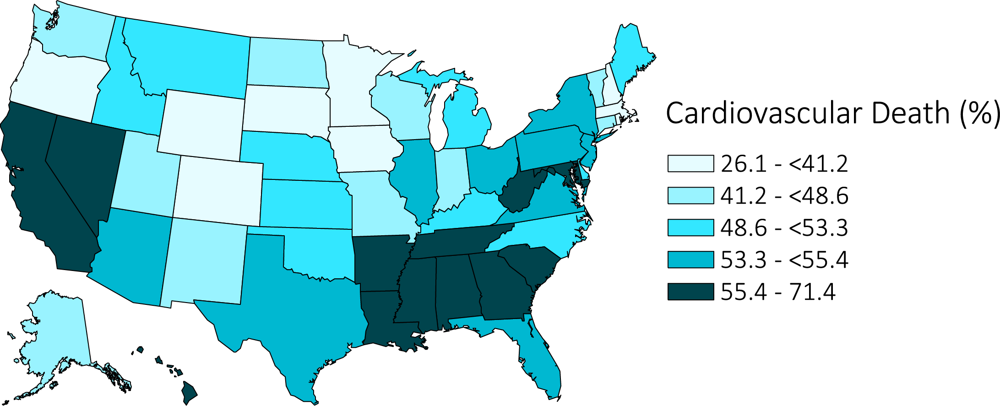 Cardiovascular Death (%)
26.1 - <41.2
41.2 - <48.6
48.6 - <53.3
53.3 - <55.4
55.4 - 71.4